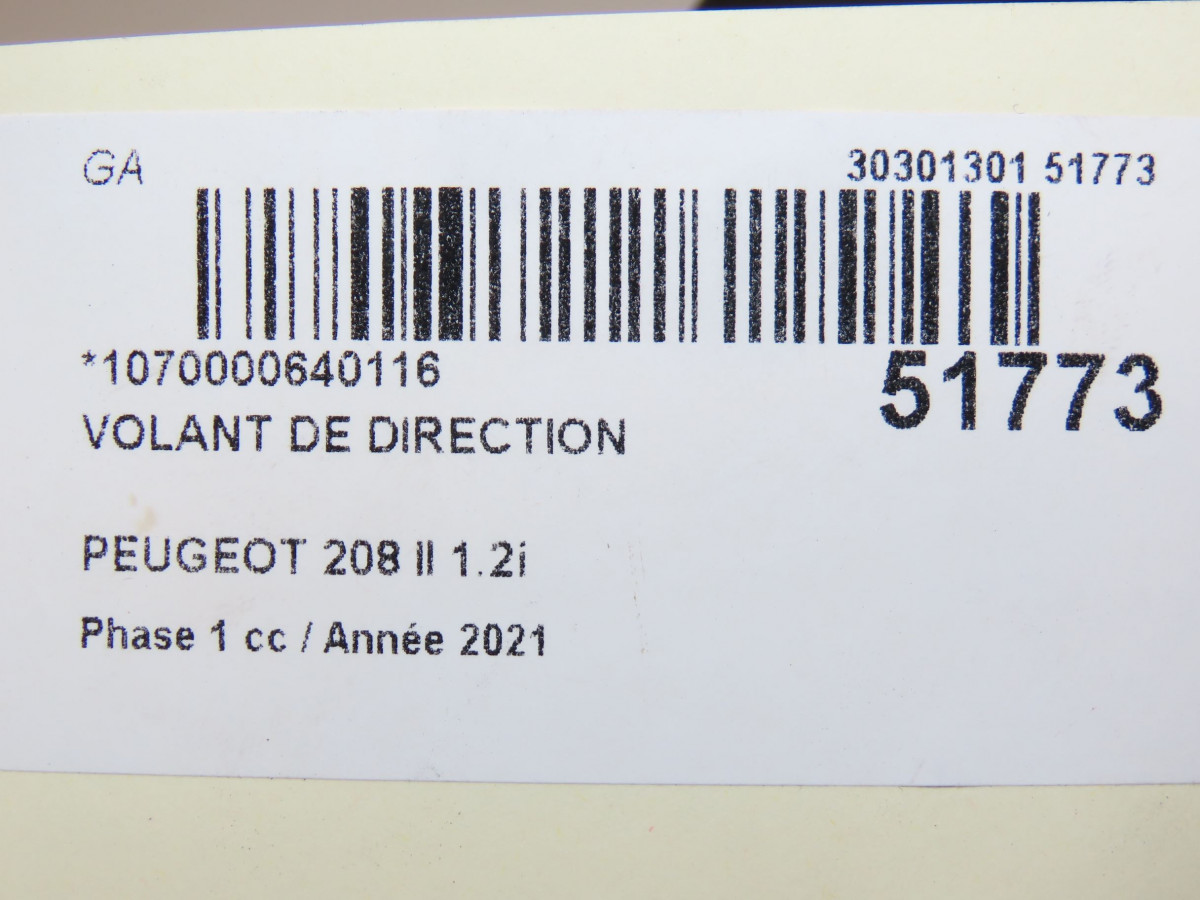 GA
30301301 51773
*1070000640116
51773
VOLANT DE DIRECTION
PEUGEOT 208 II 1.2i
Phase 1 cc / Année 2021